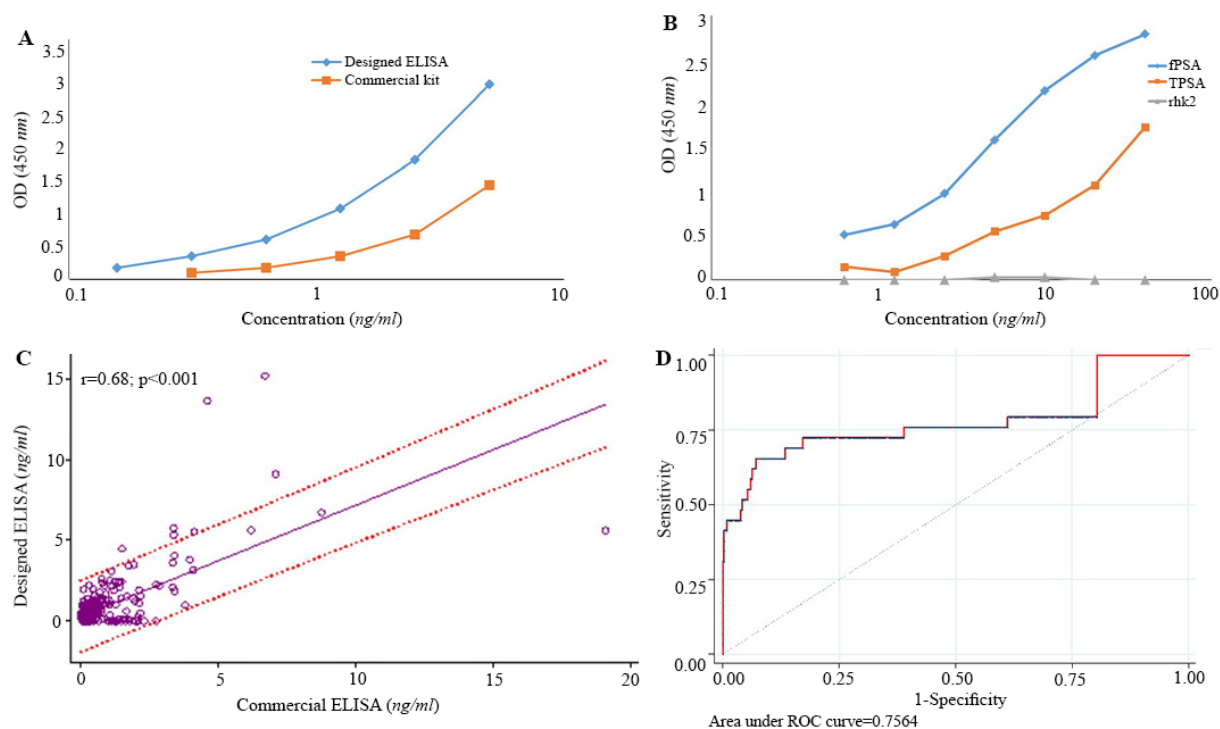 A
3.5
3
2.5
2
1.5
1
0.5
0
OD (450 nm)
Designed ELISA
Commercial kit
0.1
1
10
Concentration (ng/ml)
B
3
2.5
2
1.5
1
0.5
0
OD (450 nm)
fPSA
TPSA
rhk2
0.1
1
10
100
Concentration (ng/ml)
C
r=0.68; p<0.001
15
10
5
0
Designed ELISA (ng/ml)
0
5
10
15
20
Commercial ELISA (ng/ml)
D
1.00
0.75
0.50
0.25
0.00
Sensitivity
0.00
0.25
0.50
0.75
1.00
1-Specificity
Area under ROC curve=0.7564